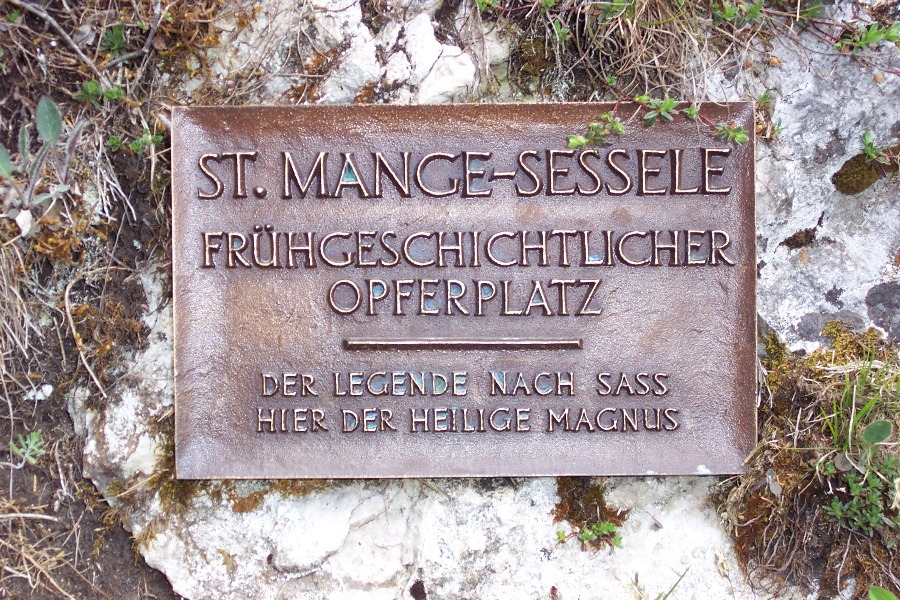 ST. MANGE-SESSELE
FRÜHGESCHICHTLICHER
OPFERPLATZ
DER LEGENDE NACH SASS
HIER DER HEILIGE MAGNUS